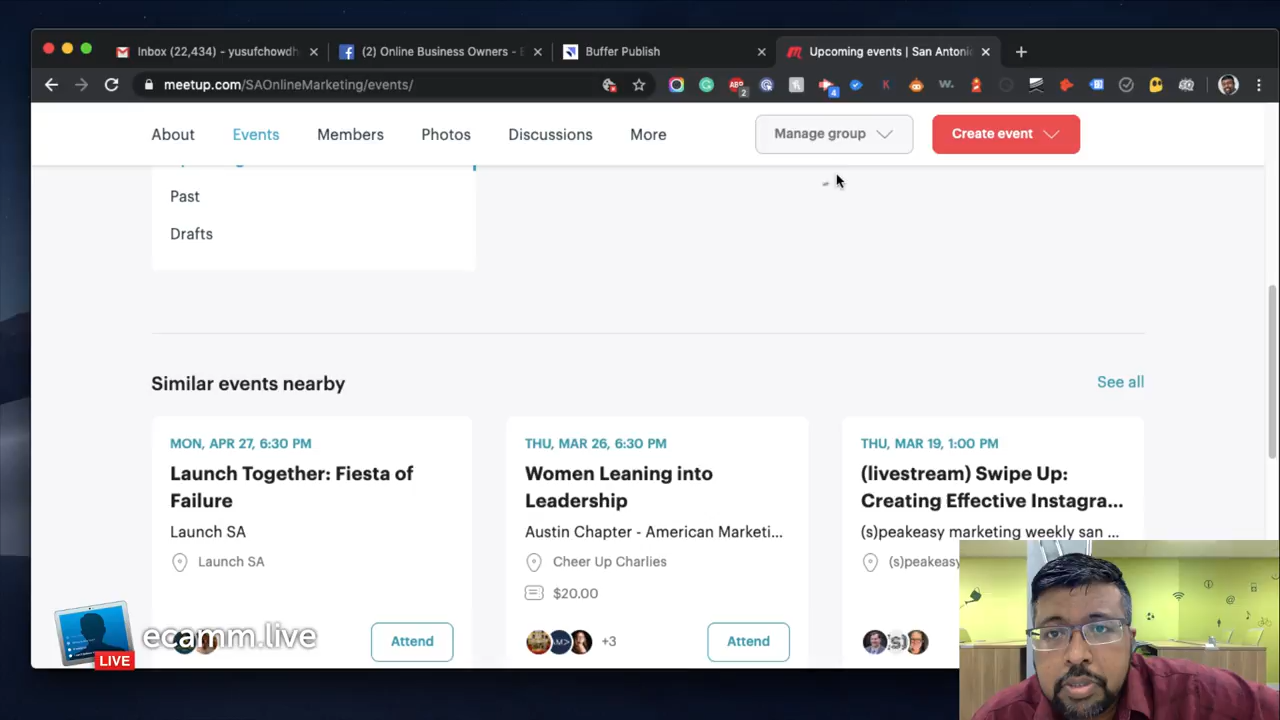 Inbox (22,434) - yusufchowdh
(2) Online Business Owners - E
Buffer Publish
Upcoming events | San Antoni
meetup.com/SAOnlineMarketing/events/
About
Events
Members
Photos
Discussions
More
Manage group
Create event
Past
Drafts
Similar events nearby
See all
MON, APR 27, 6:30 PM
Launch Together: Fiesta of
Failure
Launch SA
Launch SA
Attend
THU, MAR 26, 6:30 PM
Women Leaning into
Leadership
Austin Chapter - American Marketi...
Cheer Up Charlies
$20.00
+3
Attend
THU, MAR 19, 1:00 PM
(livestream) Swipe Up:
Creating Effective Instagra...
(s)peakeasy marketing weekly san ...
(s)peakeasy
ecamm.live
LIVE